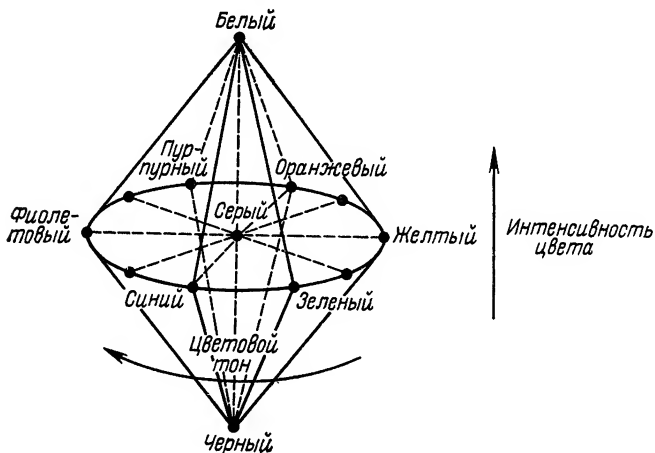 Белый
Пур-
пурный
Оранжевый
Фиоле-
товый
Серый
Желтый
Интенсивность
цвета
Синий
Зеленый
Цветовой
тон
Черный